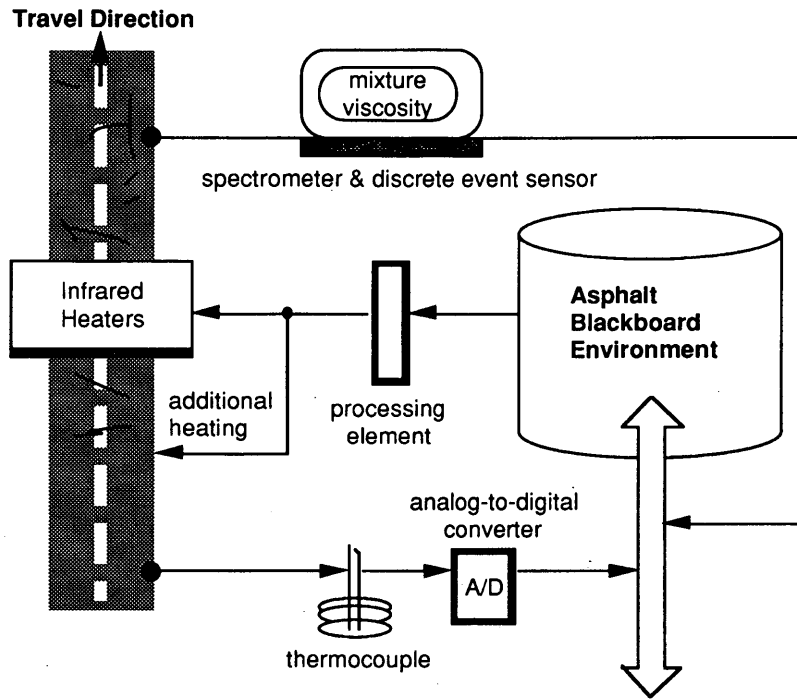 Travel Direction
mixture
viscosity
spectrometer & discrete event sensor
Infrared
Heaters
Asphalt
Blackboard
Environment
additional
heating
processing
element
analog-to-digital
converter
A/D
thermocouple